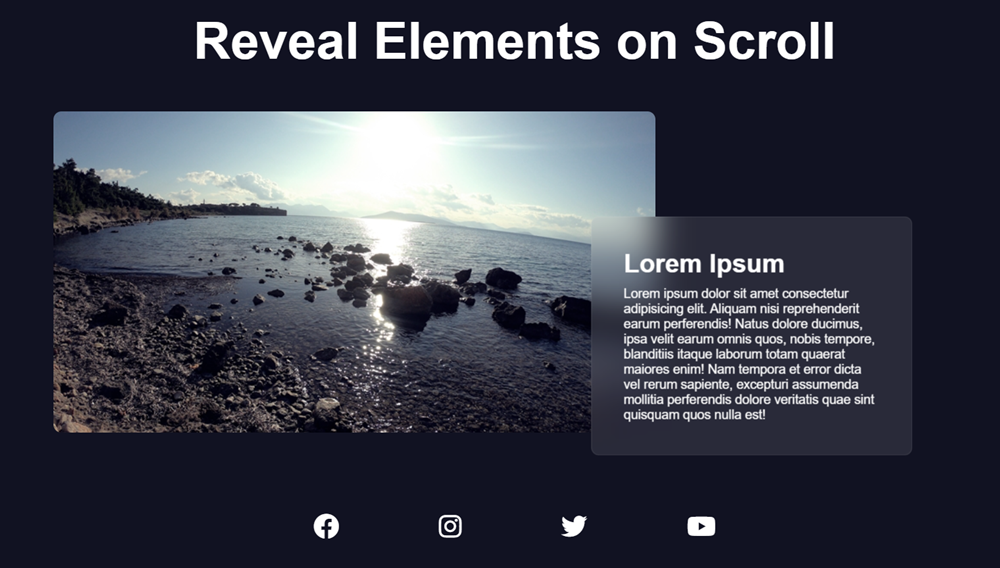 Reveal Elements on Scroll
Lorem Ipsum
Lorem ipsum dolor sit amet consectetur
adipisicing elit. Aliquam nisi reprehenderit
earum perferendis! Natus dolore ducimus,
ipsa velit earum omnis quos, nobis tempore,
blanditiis itaque laborum totam quaerat
maiores enim! Nam tempora et error dicta
vel rerum sapiente, excepturi assumenda
mollitia perferendis dolore veritatis quae sint
quisquam quos nulla est!